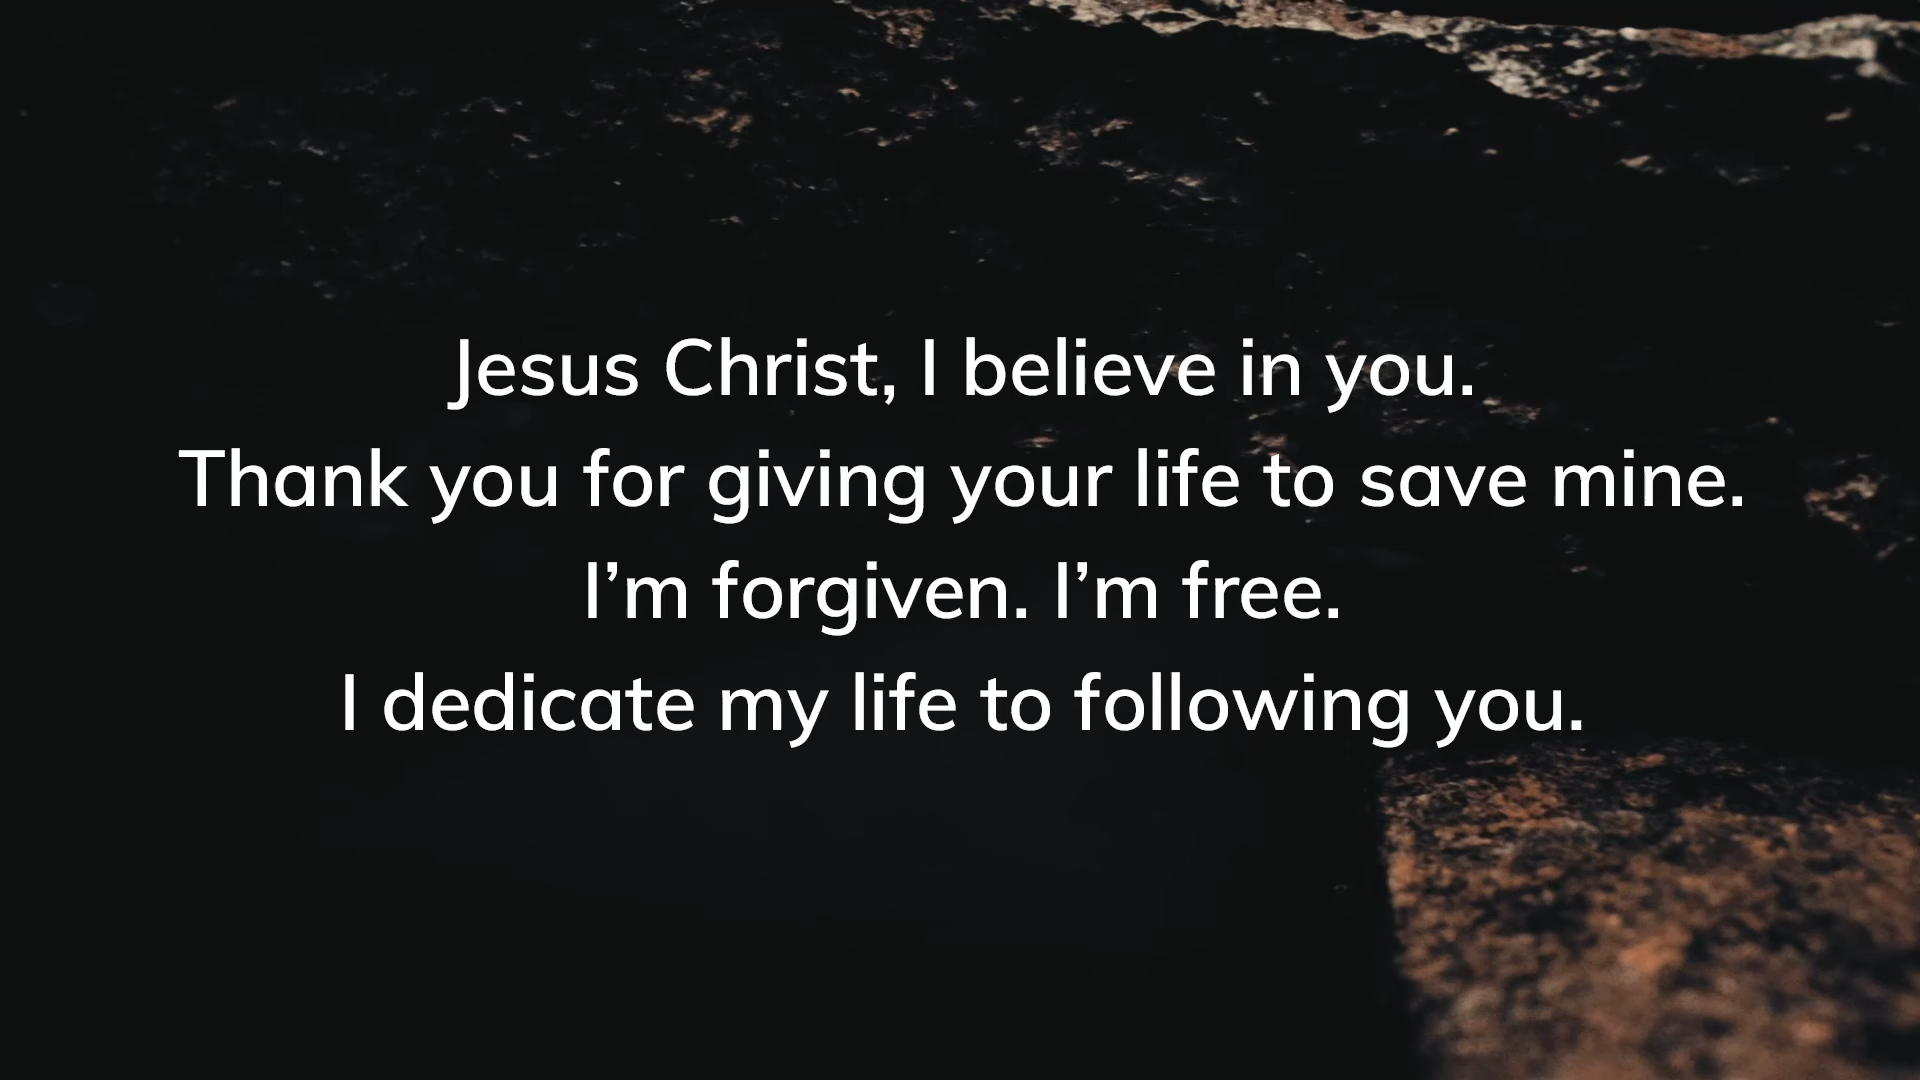 Jesus Christ, I believe in you.
Thank you for giving your life to save mine.
I’m forgiven. I’m free.
I dedicate my life to following you.